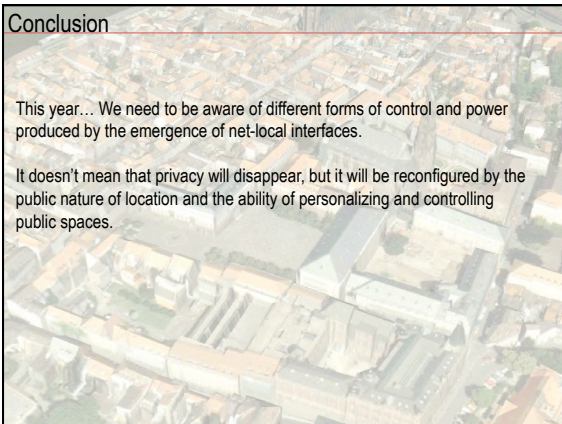 Conclusion
This year… We need to be aware of different forms of control and power
produced by the emergence of net-local interfaces.
It doesn’t mean that privacy will disappear, but it will be reconfigured by the
public nature of location and the ability of personalizing and controlling
public spaces.